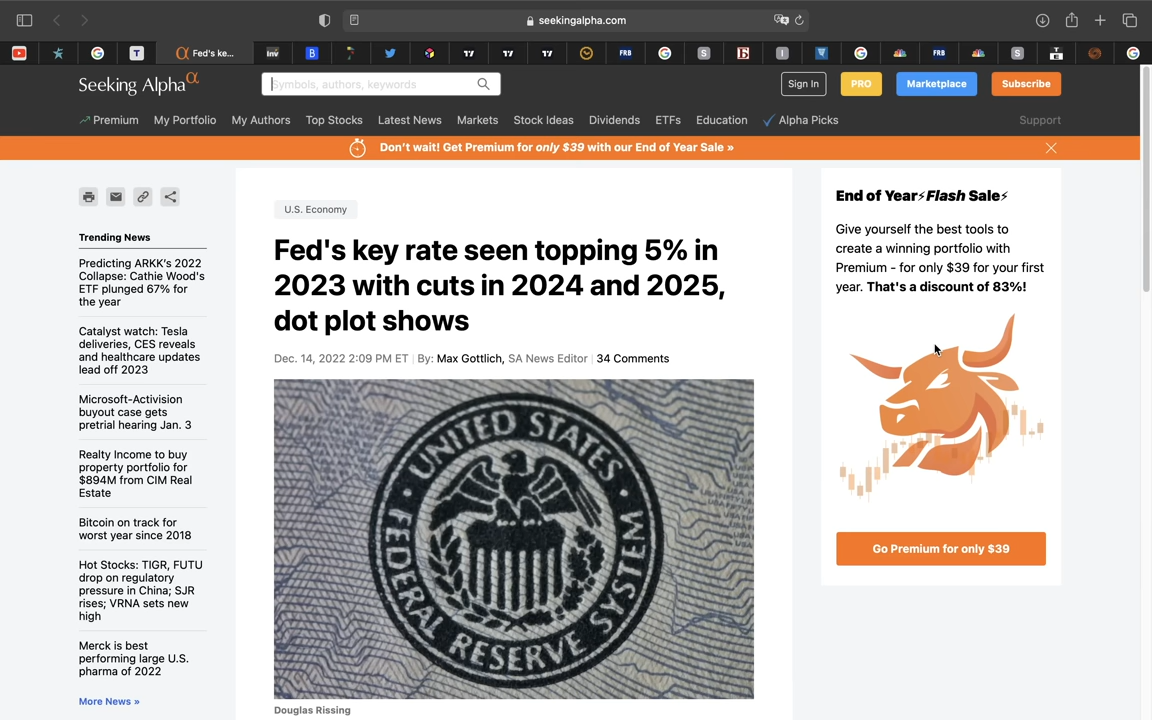 seekingalpha.com
Fed's ke...
inv
B
FRB
S
Б
I
FRB
S
T
Seeking Alpha α
Symbols, authors, keywords
Sign In
PRO
Marketplace
Subscribe
Premium
My Portfolio
My Authors
Top Stocks
Latest News
Markets
Stock Ideas
Dividends
ETFs
Education
Alpha Picks
Support
Don't wait! Get Premium for only $39 with our End of Year Sale »
Trending News
Predicting ARKK's 2022
Collapse: Cathie Wood's
ETF plunged 67% for
the year
Catalyst watch: Tesla
deliveries, CES reveals
and healthcare updates
lead off 2023
Microsoft-Activision
buyout case gets
pretrial hearing Jan. 3
Realty Income to buy
property portfolio for
$894M from CIM Real
Estate
Bitcoin on track for
worst year since 2018
Hot Stocks: TIGR, FUTU
drop on regulatory
pressure in China; SJR
rises; VRNA sets new
high
Merck is best
performing large U.S.
pharma of 2022
More News »
U.S. Economy
Fed's key rate seen topping 5% in
2023 with cuts in 2024 and 2025,
dot plot shows
Dec. 14, 2022 2:09 PM ET | By: Max Gottlich, SA News Editor | 34 Comments
UNITED STATES
FEDERAL RESERVE SYSTEM
Douglas Rissing
End of Year⚡Flash Sale⚡
Give yourself the best tools to
create a winning portfolio with
Premium - for only $39 for your first
year. That's a discount of 83%!
Go Premium for only $39